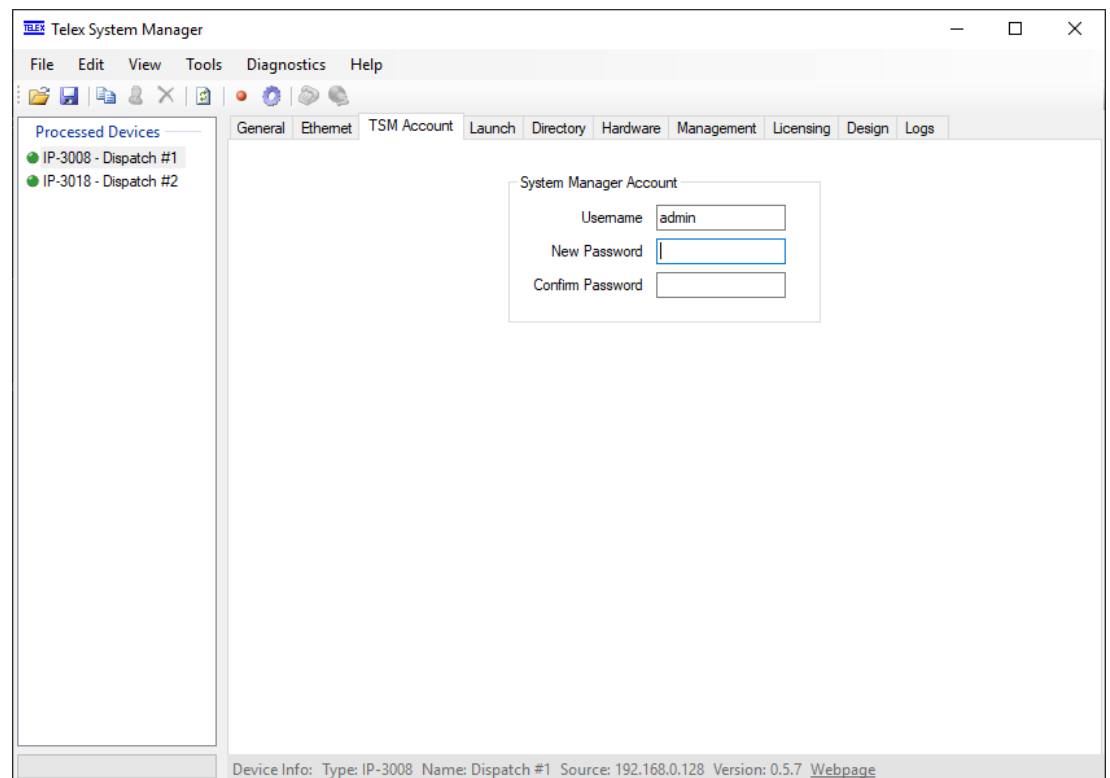 TELEX Telex System Manager
File Edit View Tools Diagnostics Help
Processed Devices
IP-3008 - Dispatch #1
IP-3018 - Dispatch #2
General Ethernet TSM Account Launch Directory Hardware Management Licensing Design Logs
System Manager Account
Username admin
New Password
Confirm Password
Device Info: Type: IP-3008 Name: Dispatch #1 Source: 192.168.0.128 Version: 0.5.7 Webpage